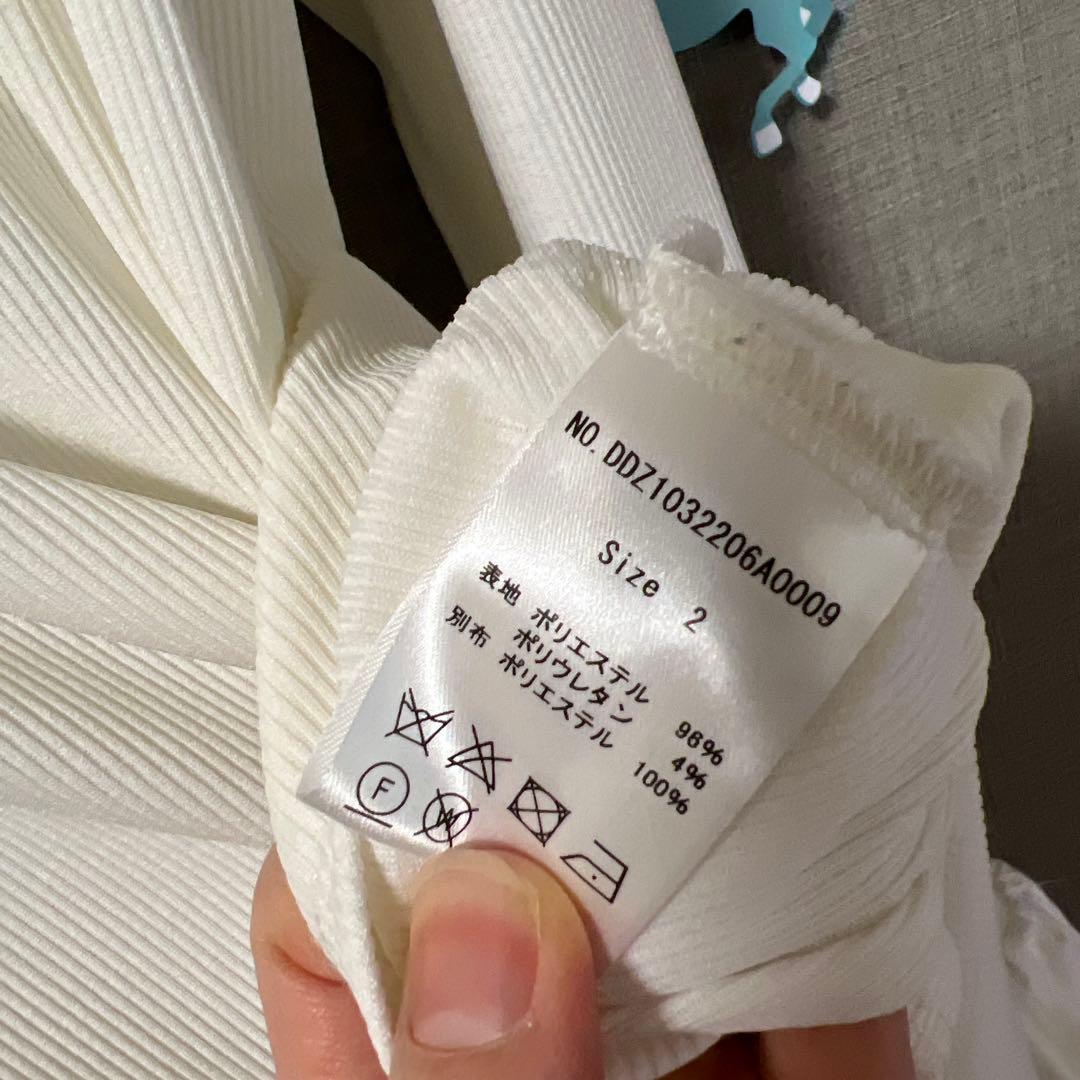 NO. DDZ1032206A0009
Size 2
表地 ポリエステル 96%
ポリウレタン 4%
別布 ポリエステル 100%
F W